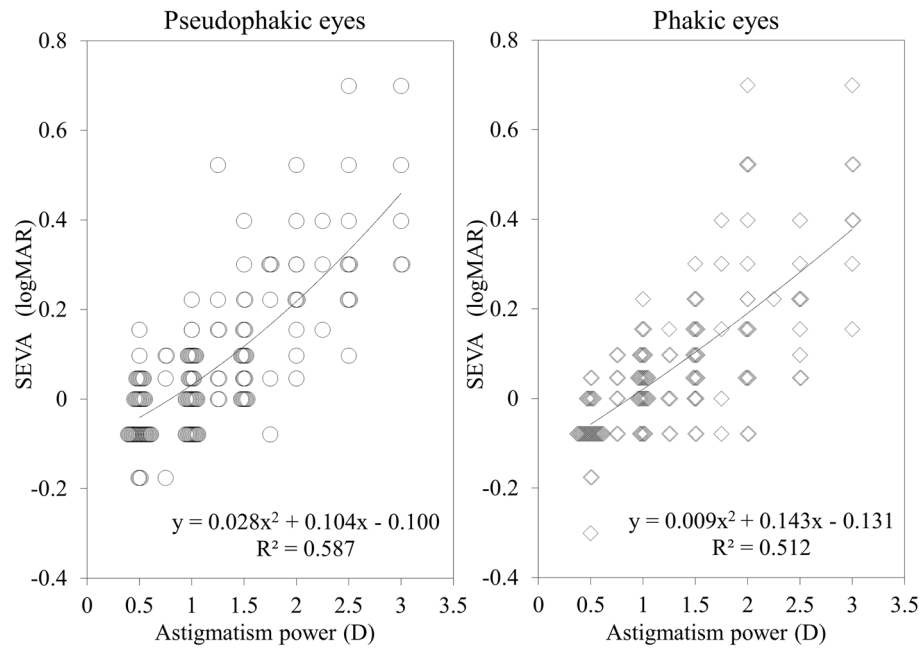 Pseudophakic eyes
0.8
0.6
0.4
0.2
0
-0.2
-0.4
SEVA (logMAR)
y = 0.028x² + 0.104x - 0.100
R² = 0.587
0 0.5 1 1.5 2 2.5 3 3.5
Astigmatism power (D)
Phakic eyes
0.8
0.6
0.4
0.2
0
-0.2
-0.4
SEVA (logMAR)
y = 0.009x² + 0.143x - 0.131
R² = 0.512
0 0.5 1 1.5 2 2.5 3 3.5
Astigmatism power (D)